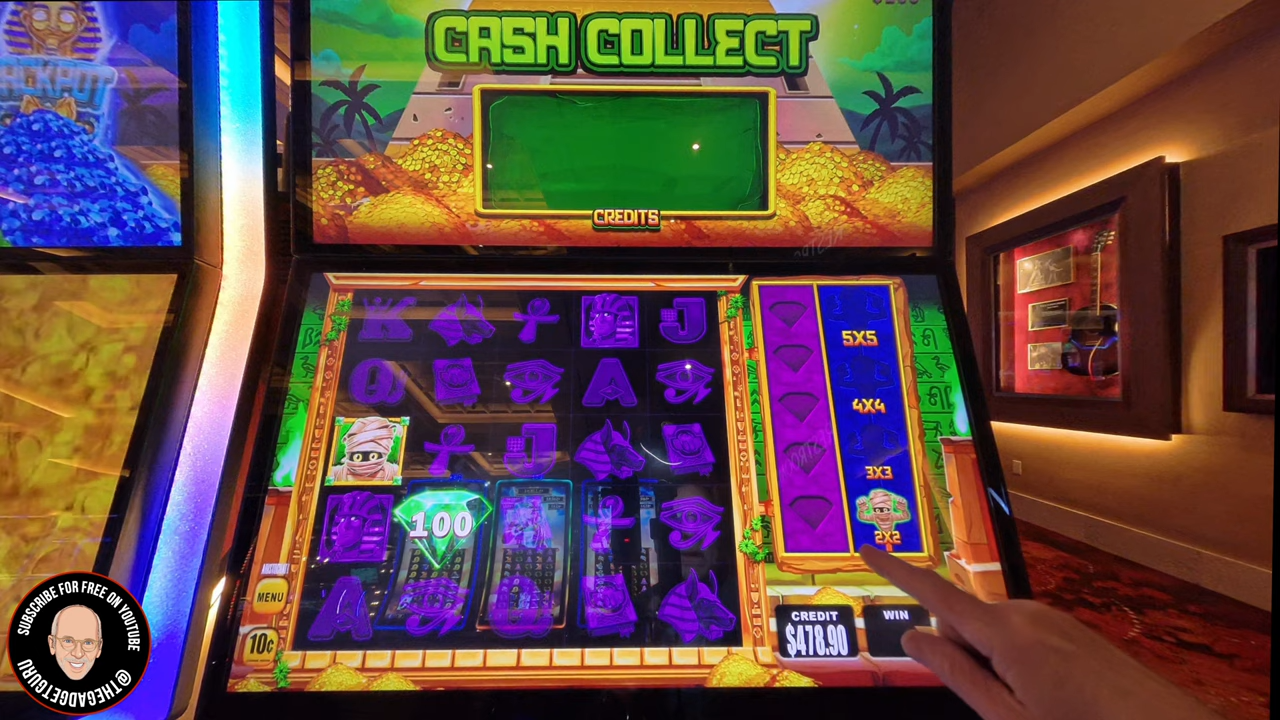 CASH COLLECT
JACKPOT
CREDITS
K
J
Q
A
J
100
A
5X5
4X4
3X3
2X2
MENU
10¢
CREDIT
$478.90
WIN
SUBSCRIBE FOR FREE ON YOUTUBE
@THEGADGETGURU